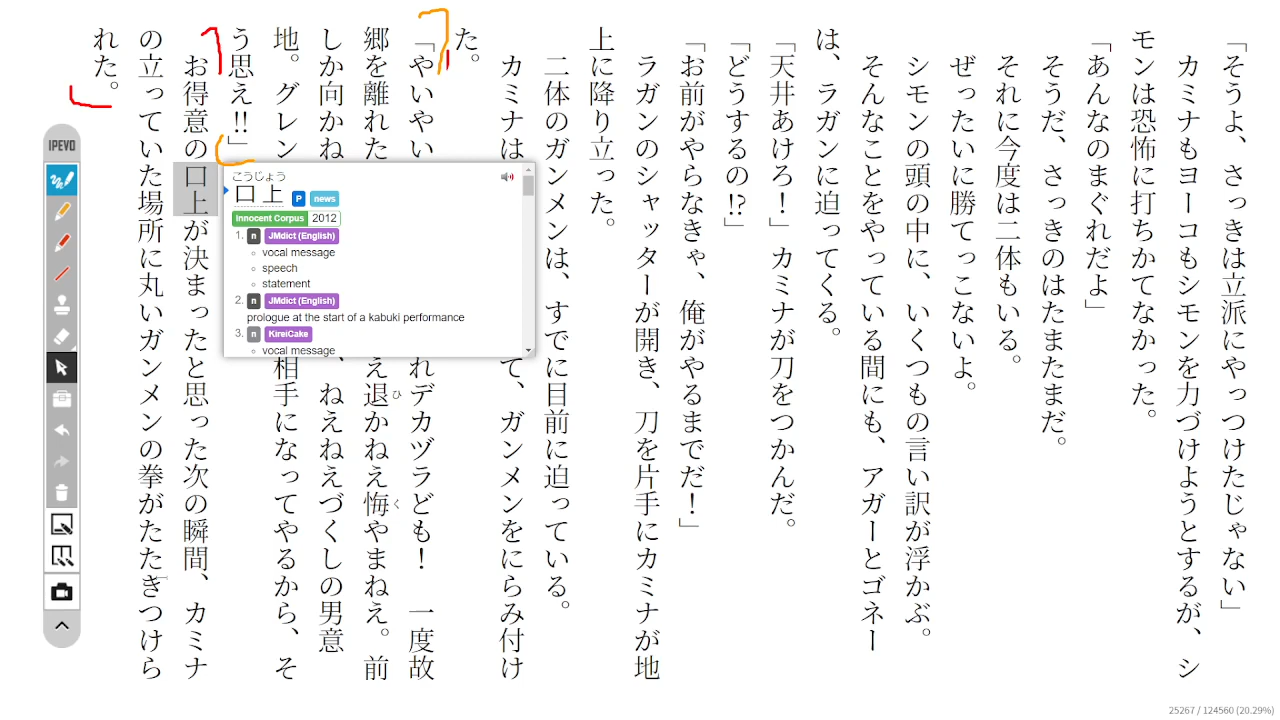 「そうよ、さっきは立派にやっつけたじゃない」
カミナもヨーコもシモンを力づけようとするが、シ
モンは恐怖に打ちかてなかった。
「あんなのまぐれだよ」
そうだ、さっきのはたまたまだ。
それに今度は二体もいる。
ぜったいに勝てっこないよ。
シモンの頭の中に、いくつもの言い訳が浮かぶ。
そんなことをやっている間にも、アガーとゴネー
は、ラガンに迫ってくる。
「天井あけろ！」カミナが刀をつかんだ。
「どうするの⁉」
「お前がやらなきゃ、俺がやるまでだ！」
ラガンのシャッターが開き、刀を片手にカミナが地
上に降り立った。
二体のガンメンは、すでに目前に迫っている。
カミナは て、ガンメンをにらみ付け
た。
「やいやい れデカヅラども！　一度故
郷を離れた え退かねえ悔やまねえ。前
ひ
く
しか向かね 、ねえねえづくしの男意
地。グレン 相手になってやるから、そ
う思え‼」
お得意の口上が決まったと思った次の瞬間、カミナ
の立っていた場所に丸いガンメンの拳がたたきつけら
れた。
IPEVO
こうじょう
口上 P news
Innocent Corpus 2012
1. n JMdict (English)
vocal message
speech
statement
2. n JMdict (English)
prologue at the start of a kabuki performance
3. n KireiCake
vocal message
25267 / 124560 (20.29%)